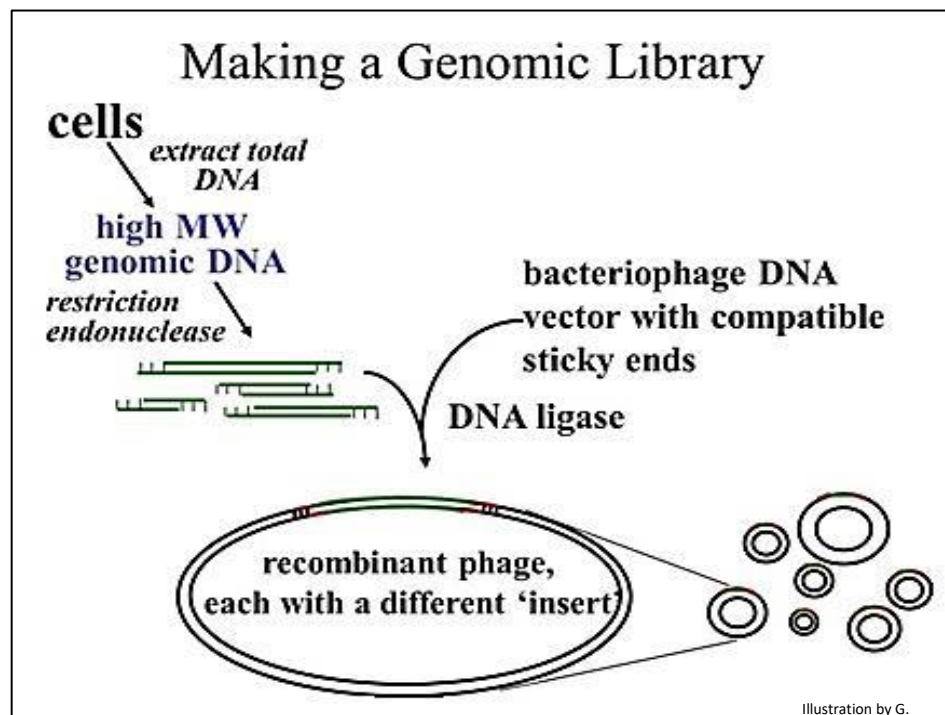 Making a Genomic Library
cells
extract total
DNA
high MW
genomic DNA
restriction
endonuclease
bacteriophage DNA
vector with compatible
sticky ends
DNA ligase
recombinant phage,
each with a different ‘insert’
Illustration by G.